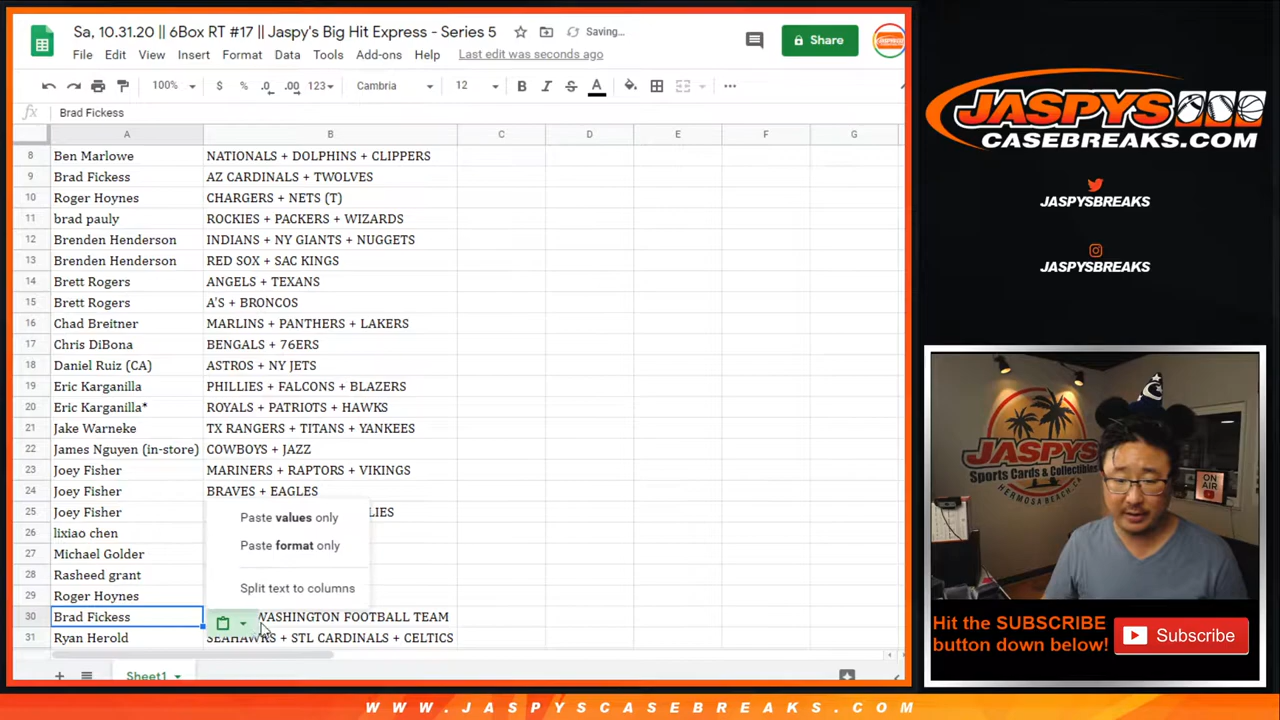 Sa, 10.31.20 || 6Box RT #17 || Jaspy's Big Hit Express - Series 5
Saving...
Share
File Edit View Insert Format Data Tools Add-ons Help Last edit was seconds ago
100% $ % .0 .00 123 Cambria 12 B I S A
fx Brad Fickess
A B C D E F G
8 Ben Marlowe NATIONALS + DOLPHINS + CLIPPERS
9 Brad Fickess AZ CARDINALS + TWOLVES
10 Roger Hoynes CHARGERS + NETS (T)
11 brad pauly ROCKIES + PACKERS + WIZARDS
12 Brenden Henderson INDIANS + NY GIANTS + NUGGETS
13 Brenden Henderson RED SOX + SAC KINGS
14 Brett Rogers ANGELS + TEXANS
15 Brett Rogers A'S + BRONCOS
16 Chad Breitner MARLINS + PANTHERS + LAKERS
17 Chris DiBona BENGALS + 76ERS
18 Daniel Ruiz (CA) ASTROS + NY JETS
19 Eric Karganilla PHILLIES + FALCONS + BLAZERS
20 Eric Karganilla* ROYALS + PATRIOTS + HAWKS
21 Jake Warneke TX RANGERS + TITANS + YANKEES
22 James Nguyen (in-store) COWBOYS + JAZZ
23 Joey Fisher MARINERS + RAPTORS + VIKINGS
24 Joey Fisher BRAVES + EAGLES
25 Joey Fisher LIES
26 lixiao chen
27 Michael Golder
28 Rasheed grant
29 Roger Hoynes
30 Brad Fickess WASHINGTON FOOTBALL TEAM
31 Ryan Herold SEAHAWKS + STL CARDINALS + CELTICS
Paste values only
Paste format only
Split text to columns
Sheet1
JASPYS
CASEBREAKS.COM
JASPYSBREAKS
JASPYSBREAKS
JASPYS
Sports Cards & Collectibles
HERMOSA BEACH, CA
ON AIR
Hit the SUBSCRIBE
button down below!
Subscribe
WWW.JASPYSCASEBREAKS.COM